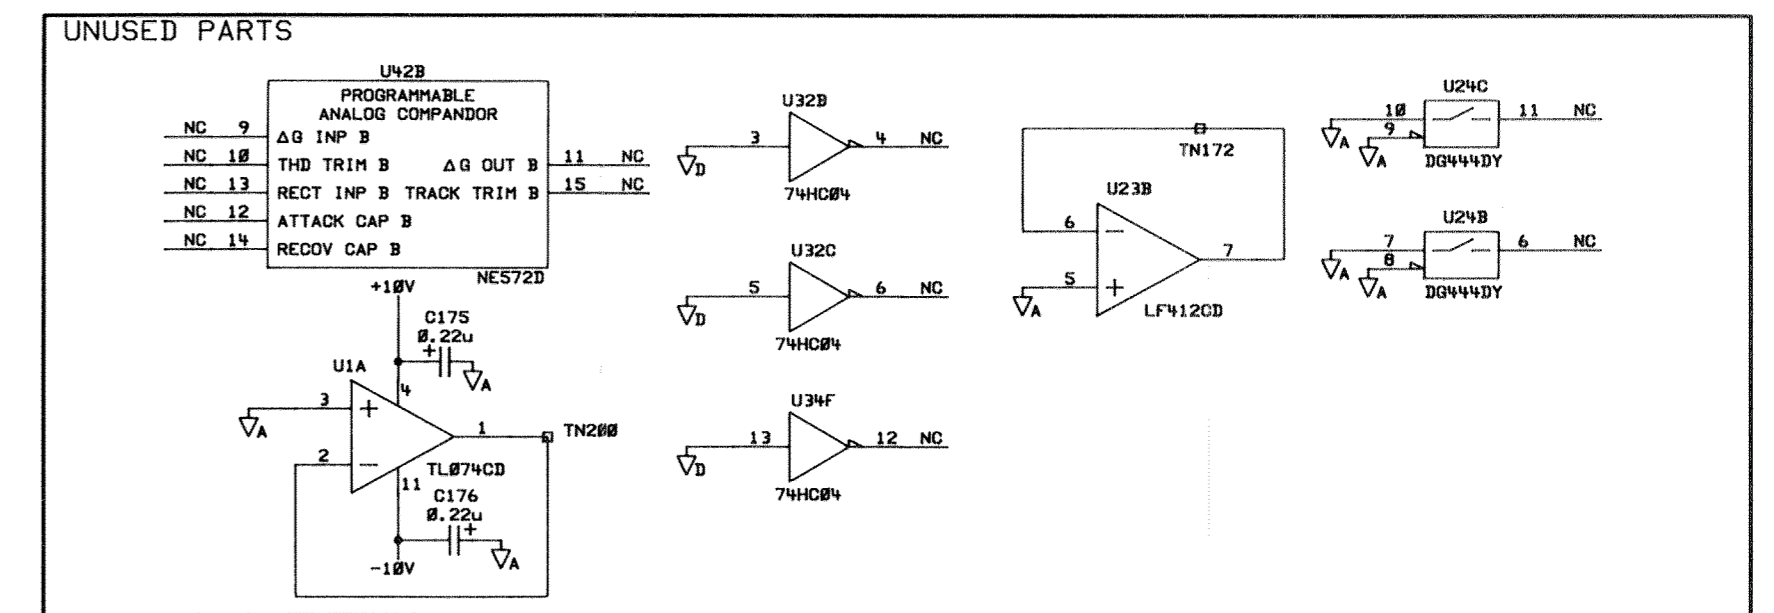 UNUSED PARTS
U42B
PROGRAMMABLE
ANALOG COMPANDOR
NC 9 ΔG INP B
NC 10 THD TRIM B ΔG OUT B 11 NC
NC 13 RECT INP B TRACK TRIM B 15 NC
NC 12 ATTACK CAP B
NC 14 RECOV CAP B
NE572D
+10V
C175
0.22u
+
A
U1A
4
3 +
A
2 −
1 TN200
TL074CD
11
C176
0.22u
+
A
-10V
U32B
3 4 NC
D
74HC04
U32C
5 6 NC
D
74HC04
U34F
13 12 NC
D
74HC04
TN172
U23B
6 −
7
5 +
A
LF412CD
U24C
10 11 NC
A
9
A
DG444DY
U24B
7 6 NC
A
8
A
DG444DY